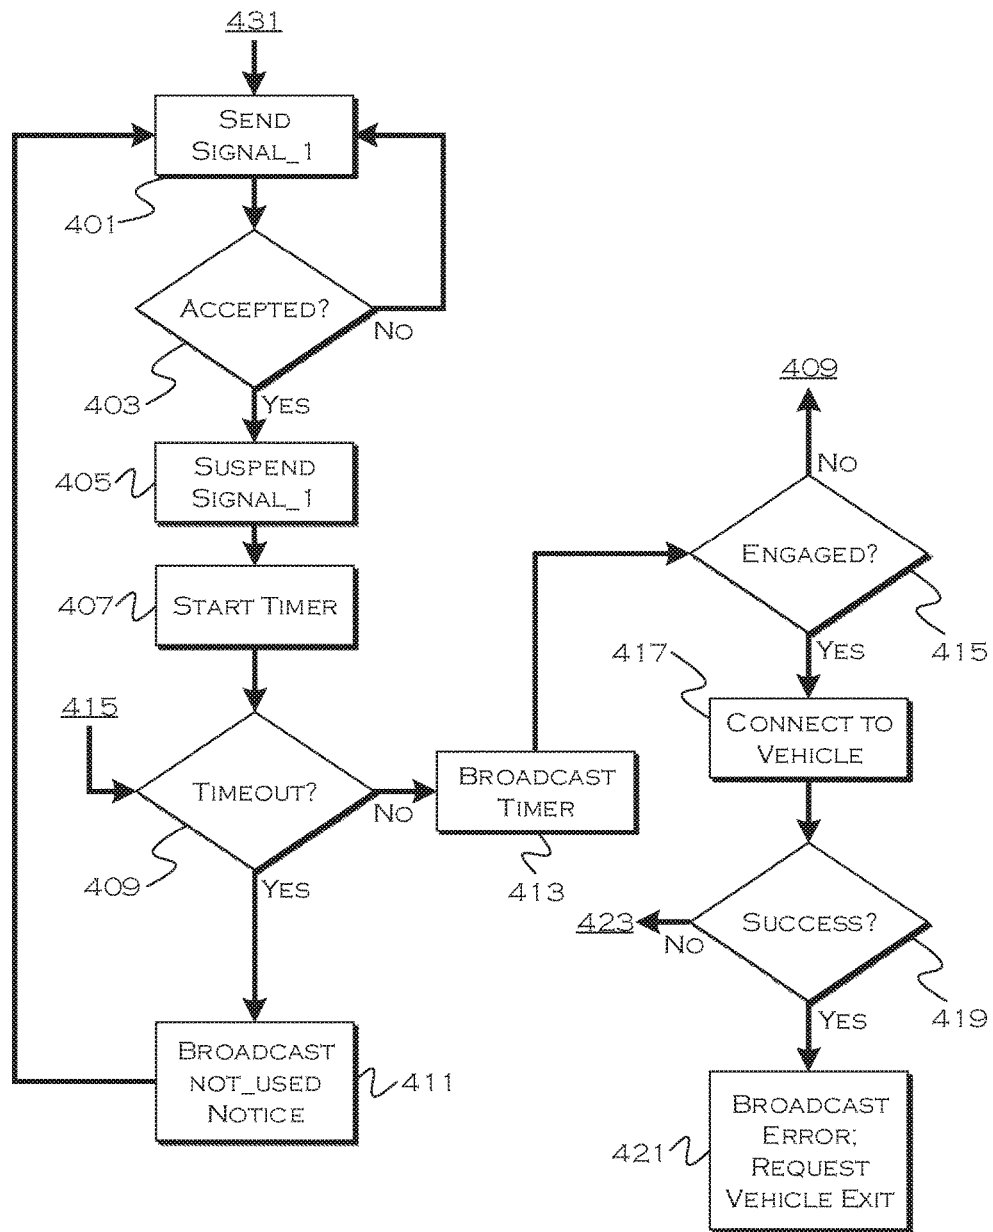 431
SEND
SIGNAL_1
401
ACCEPTED?
NO
403
YES
SUSPEND
SIGNAL_1
405
START TIMER
407
415
TIMEOUT?
NO
409
YES
BROADCAST
NOT_USED
NOTICE
411
BROADCAST
TIMER
413
409
NO
ENGAGED?
415
YES
417
CONNECT TO
VEHICLE
SUCCESS?
423
NO
419
YES
BROADCAST
ERROR;
REQUEST
VEHICLE EXIT
421